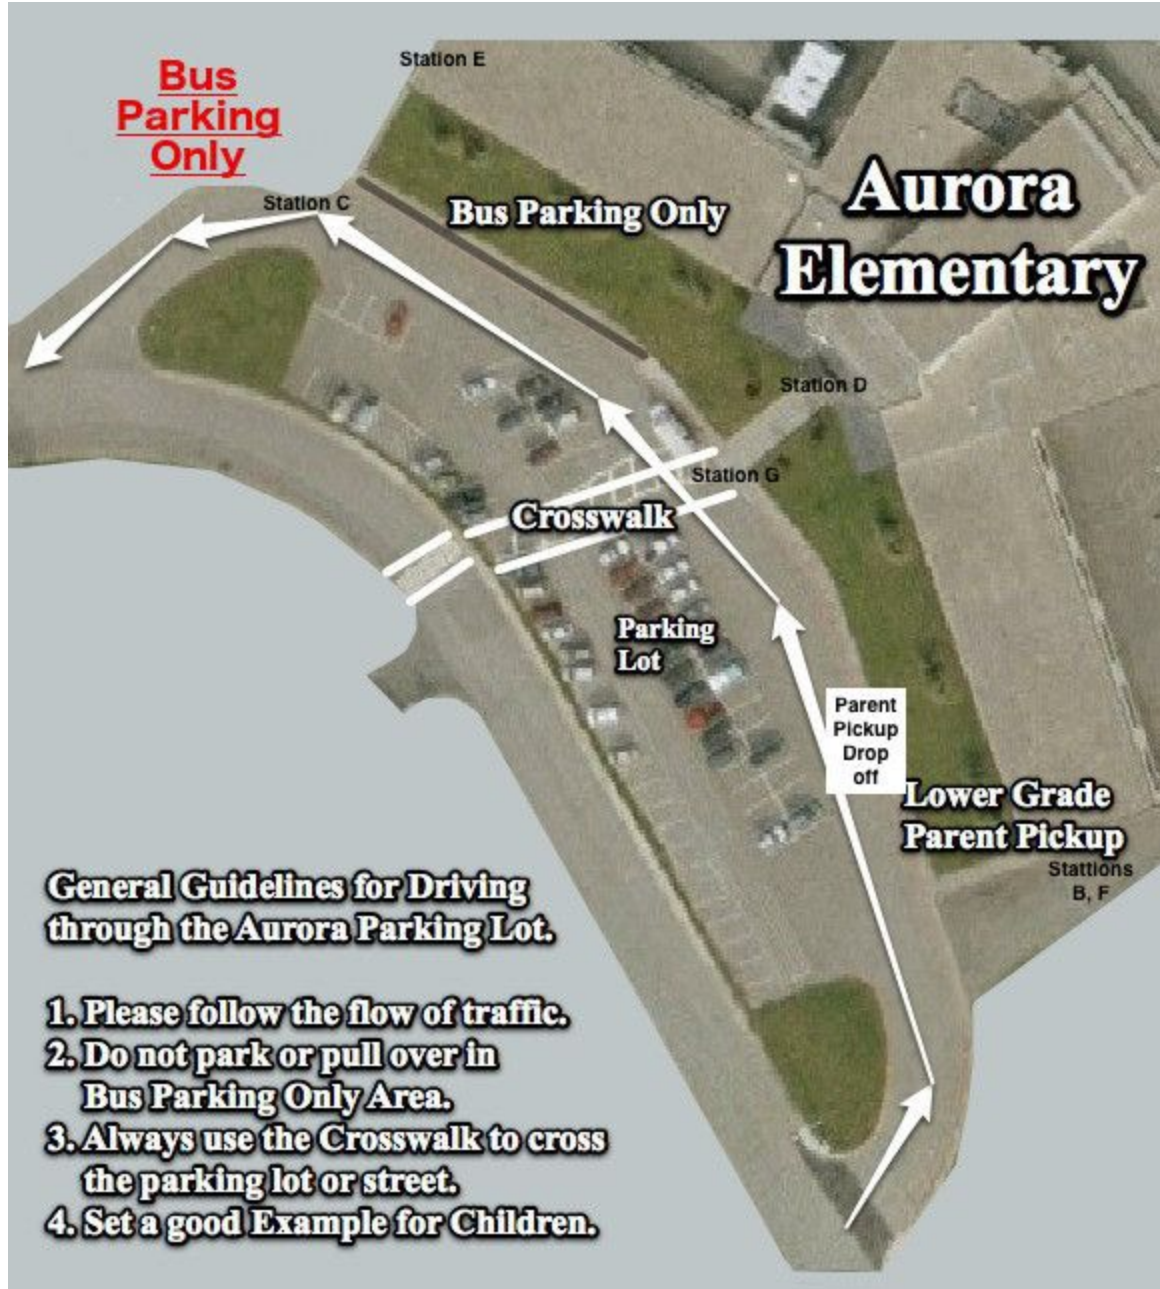 Station E
Bus
Parking
Only
Aurora
Elementary
Station C
Bus Parking Only
Station D
Station G
Crosswalk
Parking
Lot
Parent
Pickup
Drop
off
Lower Grade
Parent Pickup
Stattions
B, F
General Guidelines for Driving
through the Aurora Parking Lot.
1. Please follow the flow of traffic.
2. Do not park or pull over in
Bus Parking Only Area.
3. Always use the Crosswalk to cross
the parking lot or street.
4. Set a good Example for Children.